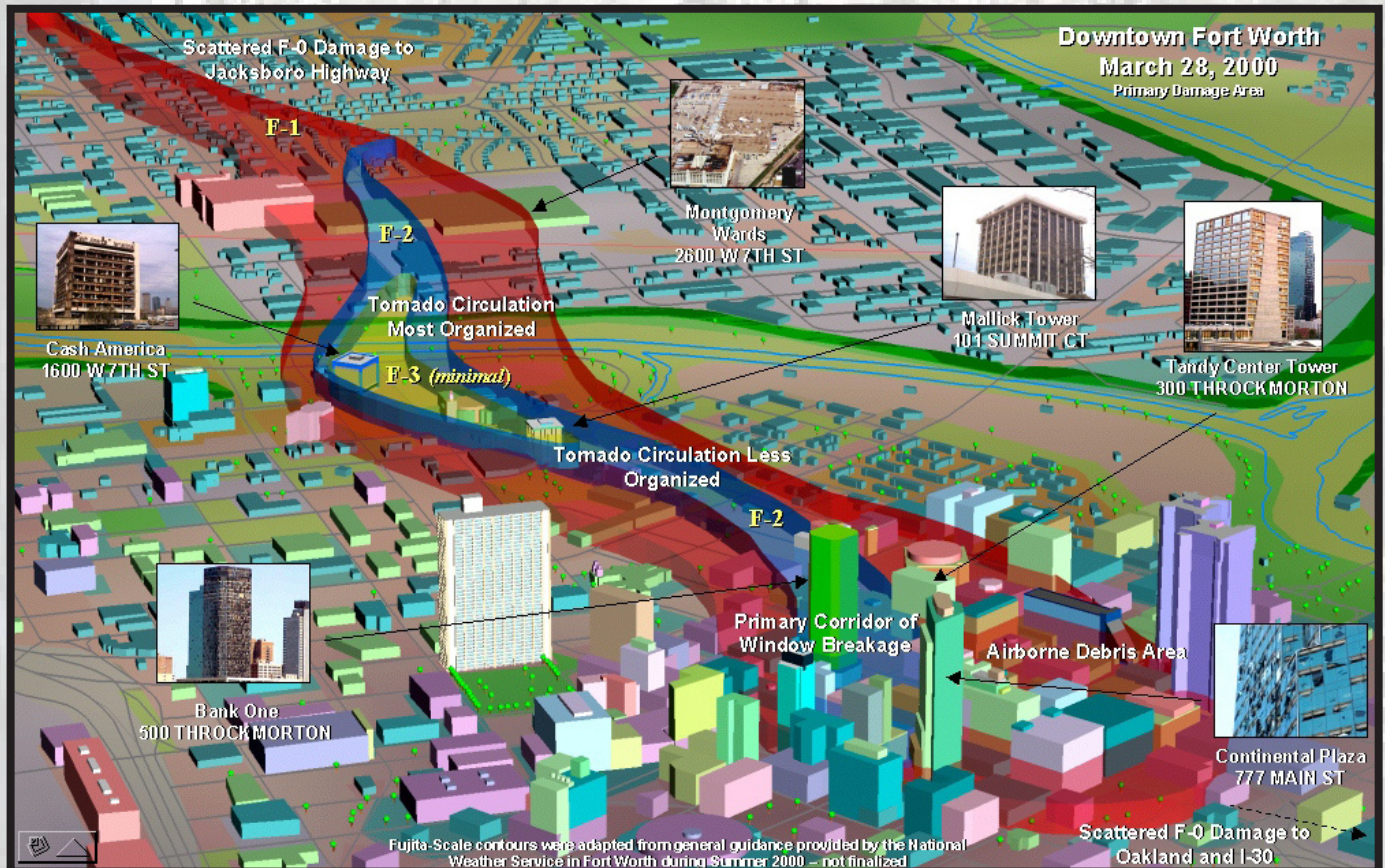 Downtown Fort Worth
March 28, 2000
Primary Damage Area
Scattered F-0 Damage to
Jacksboro Highway
F-1
F-2
Montgomery
Wards
2600 W 7TH ST
Cash America
1600 W 7TH ST
Tornado Circulation
Most Organized
F-3 (minimal)
Mallick Tower
101 SUMMIT CT
Tandy Center Tower
300 THROCKMORTON
Tornado Circulation Less
Organized
F-2
Bank One
500 THROCKMORTON
Primary Corridor of
Window Breakage
Airborne Debris Area
Continental Plaza
777 MAIN ST
Scattered F-0 Damage to
Oakland and I-30
Fujita-Scale contours were adapted from general guidance provided by the National
Weather Service in Fort Worth during Summer 2000 – not finalized